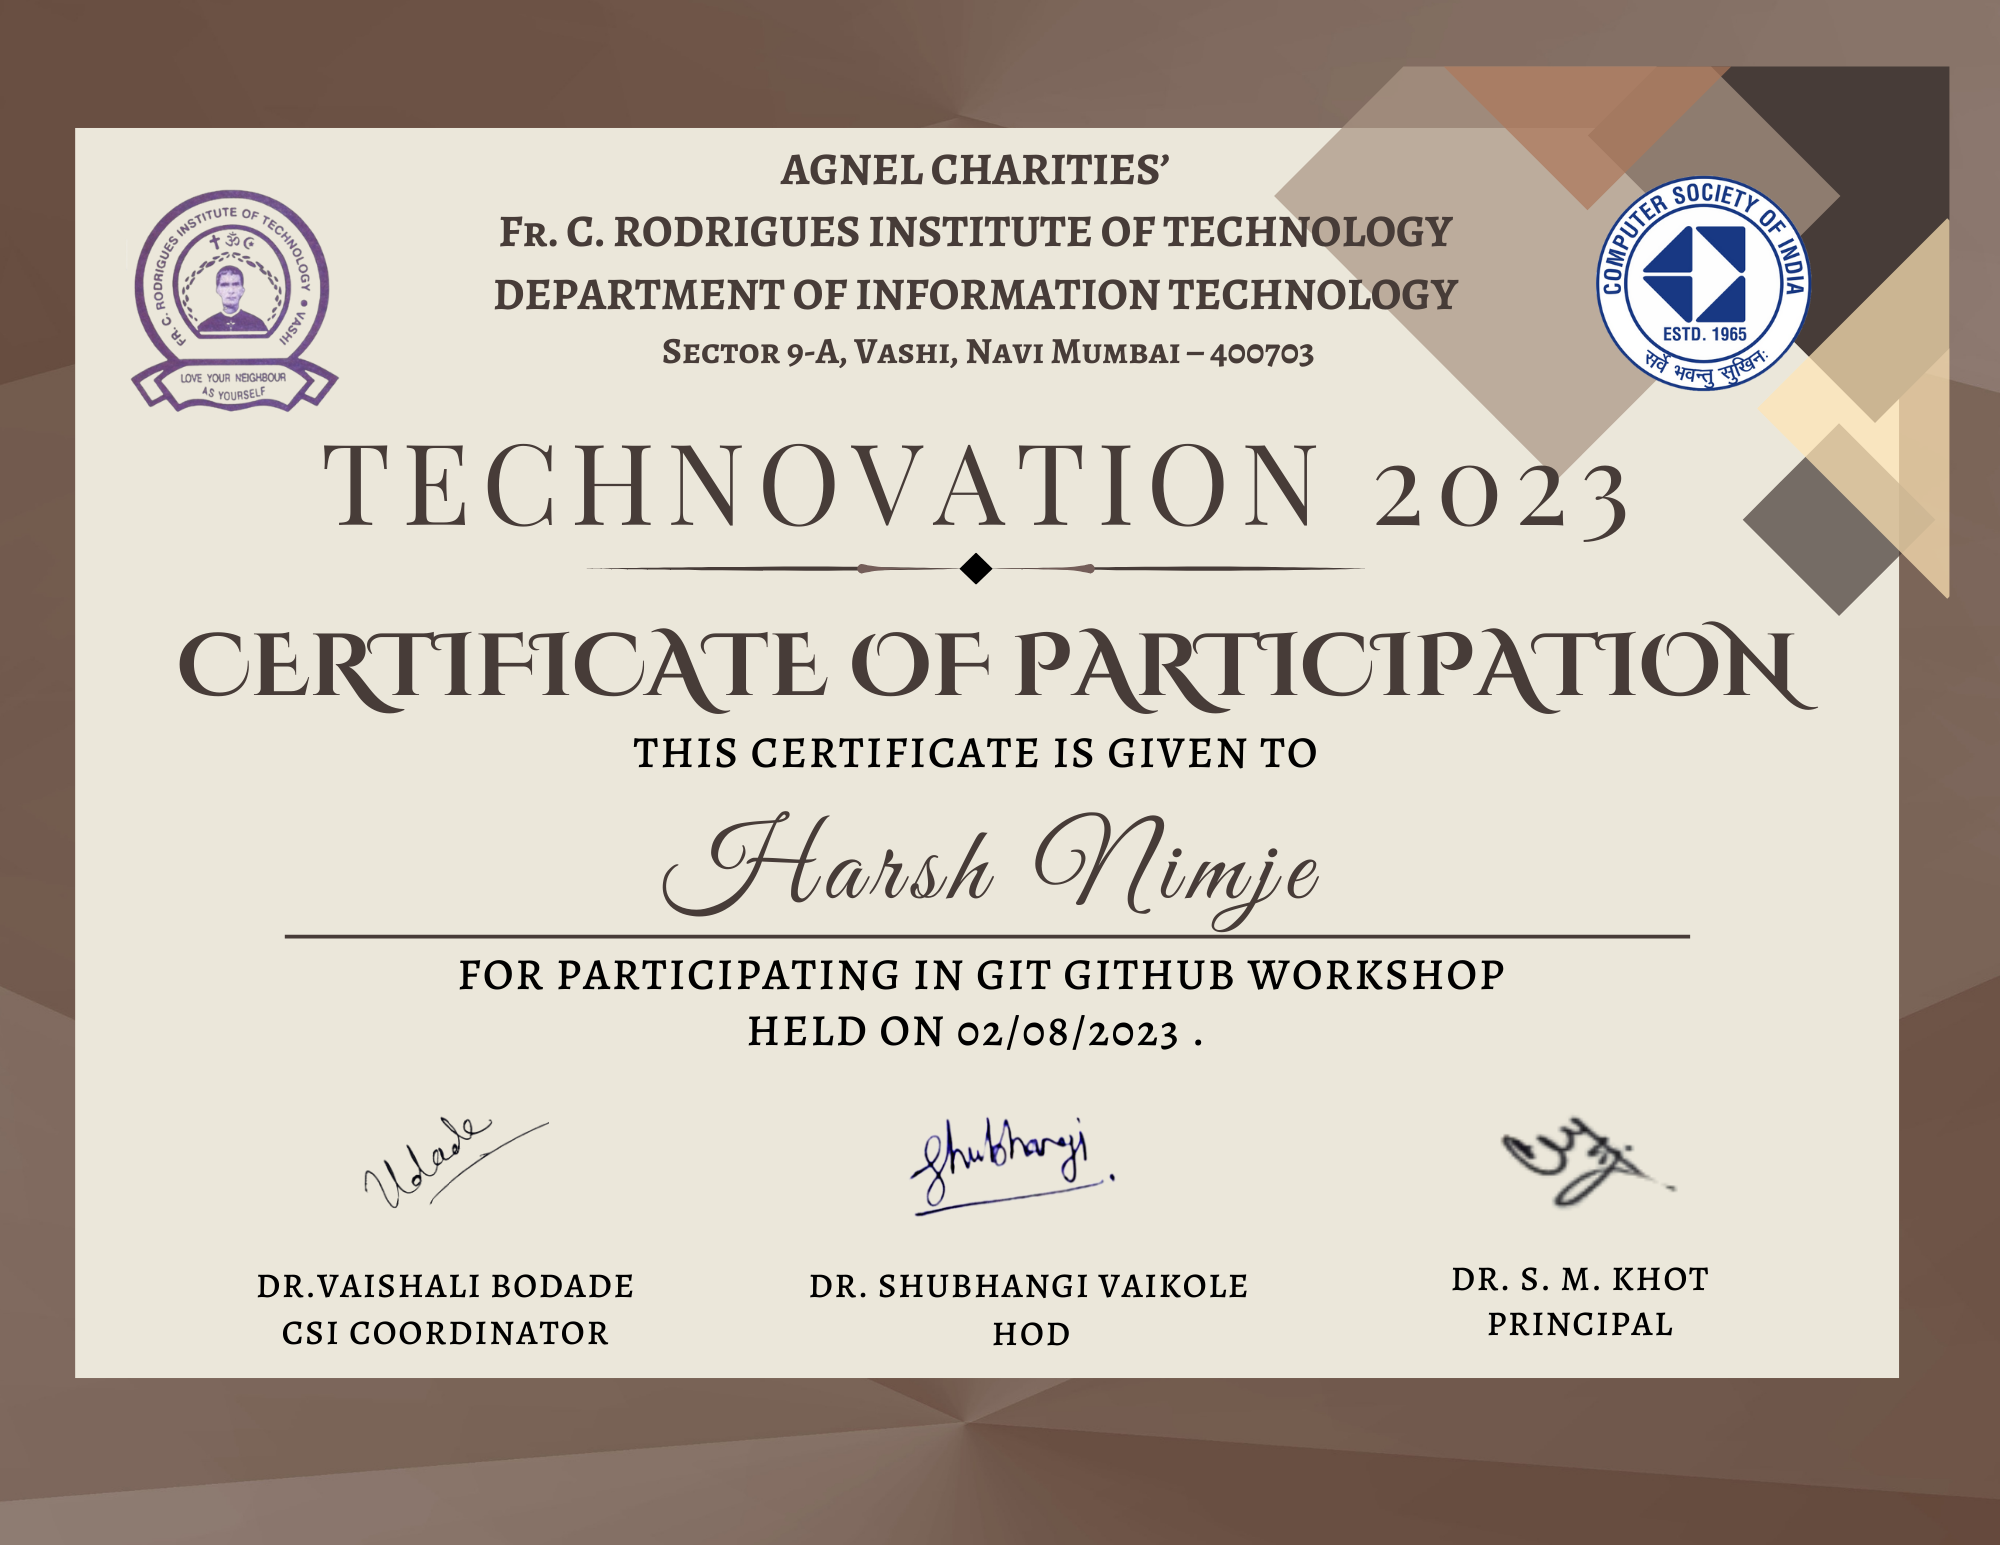 AGNEL CHARITIES’
FR. C. RODRIGUES INSTITUTE OF TECHNOLOGY
DEPARTMENT OF INFORMATION TECHNOLOGY
SECTOR 9-A, VASHI, NAVI MUMBAI – 400703
FR. C. RODRIGUES INSTITUTE OF TECHNOLOGY • VASHI
LOVE YOUR NEIGHBOUR
AS YOURSELF
COMPUTER SOCIETY OF INDIA
ESTD. 1965
सर्वे भवन्तु सुखिनः
TECHNOVATION 2023
CERTIFICATE OF PARTICIPATION
THIS CERTIFICATE IS GIVEN TO
Harsh Nimje
FOR PARTICIPATING IN GIT GITHUB WORKSHOP
HELD ON 02/08/2023 .
Shubhangi
DR.VAISHALI BODADE
CSI COORDINATOR
DR. SHUBHANGI VAIKOLE
HOD
DR. S. M. KHOT
PRINCIPAL